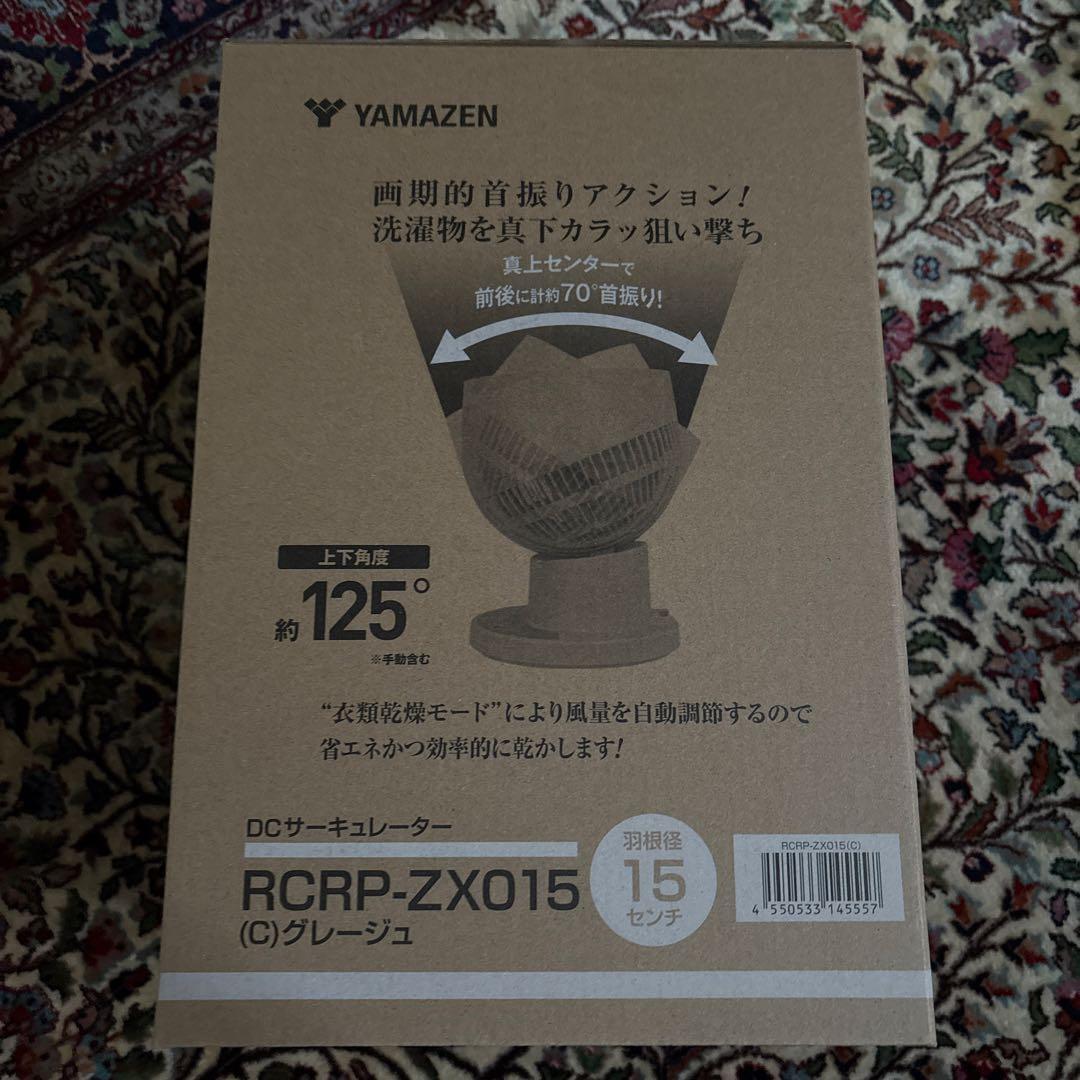 YAMAZEN
画期的首振りアクション!
洗濯物を真下カラッ狙い撃ち
真上センターで
前後に計約70°首振り!
上下角度
約125°
※手動含む
“衣類乾燥モード”により風量を自動調節するので
省エネかつ効率的に乾かします!
DCサーキュレーター
RCRP-ZX015
(C)グレージュ
羽根径
15
センチ
RCRP-ZX015(C)
4 550533 145557